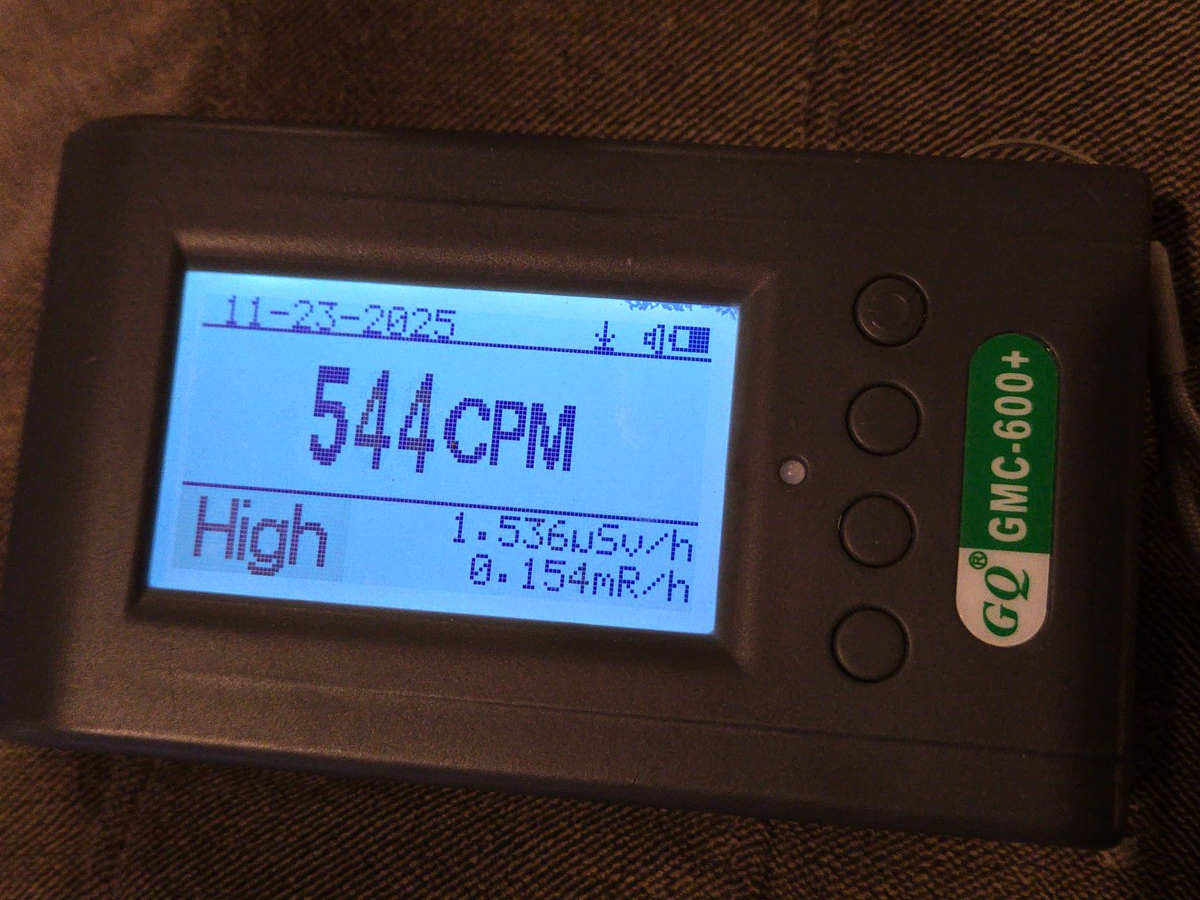 11-23-2025
544CPM
High
1.536uSv/h
0.154mR/h
GQ® GMC-600+